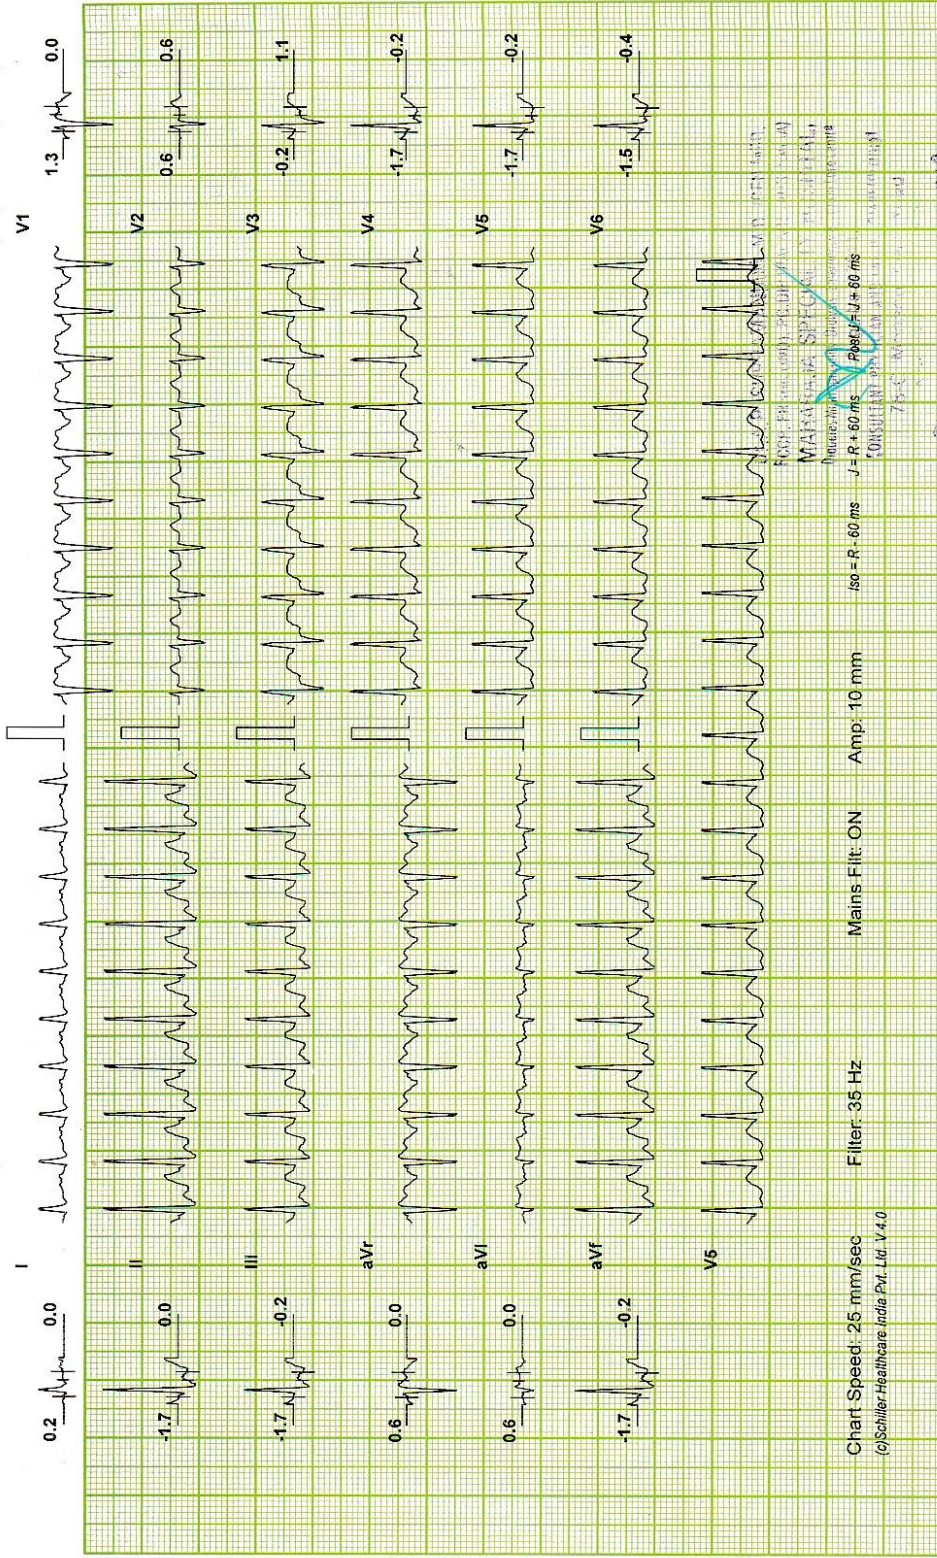 I
0.2
0.0
II
-1.7
0.0
Iii
-1.7
-0.2
aVr
0.6
0.0
aVl
0.6
0.0
aVf
-1.7
-0.2
V5
V1
1.3
0.0
V2
0.6
0.6
V3
-0.2
1.1
V4
-1.7
-0.2
V5
-1.7
-0.2
V6
-1.5
-0.4
MAHARAJA SPECIALITY HOSPITAL,
CONSULTANT
Chart Speed: 25 mm/sec Filter: 35 Hz Mains Filt: ON Amp: 10 mm Iso = R - 60 ms J = R + 60 ms Post J = J + 60 ms
(c)Schiller Healthcare India Pvt. Ltd. V 4.0